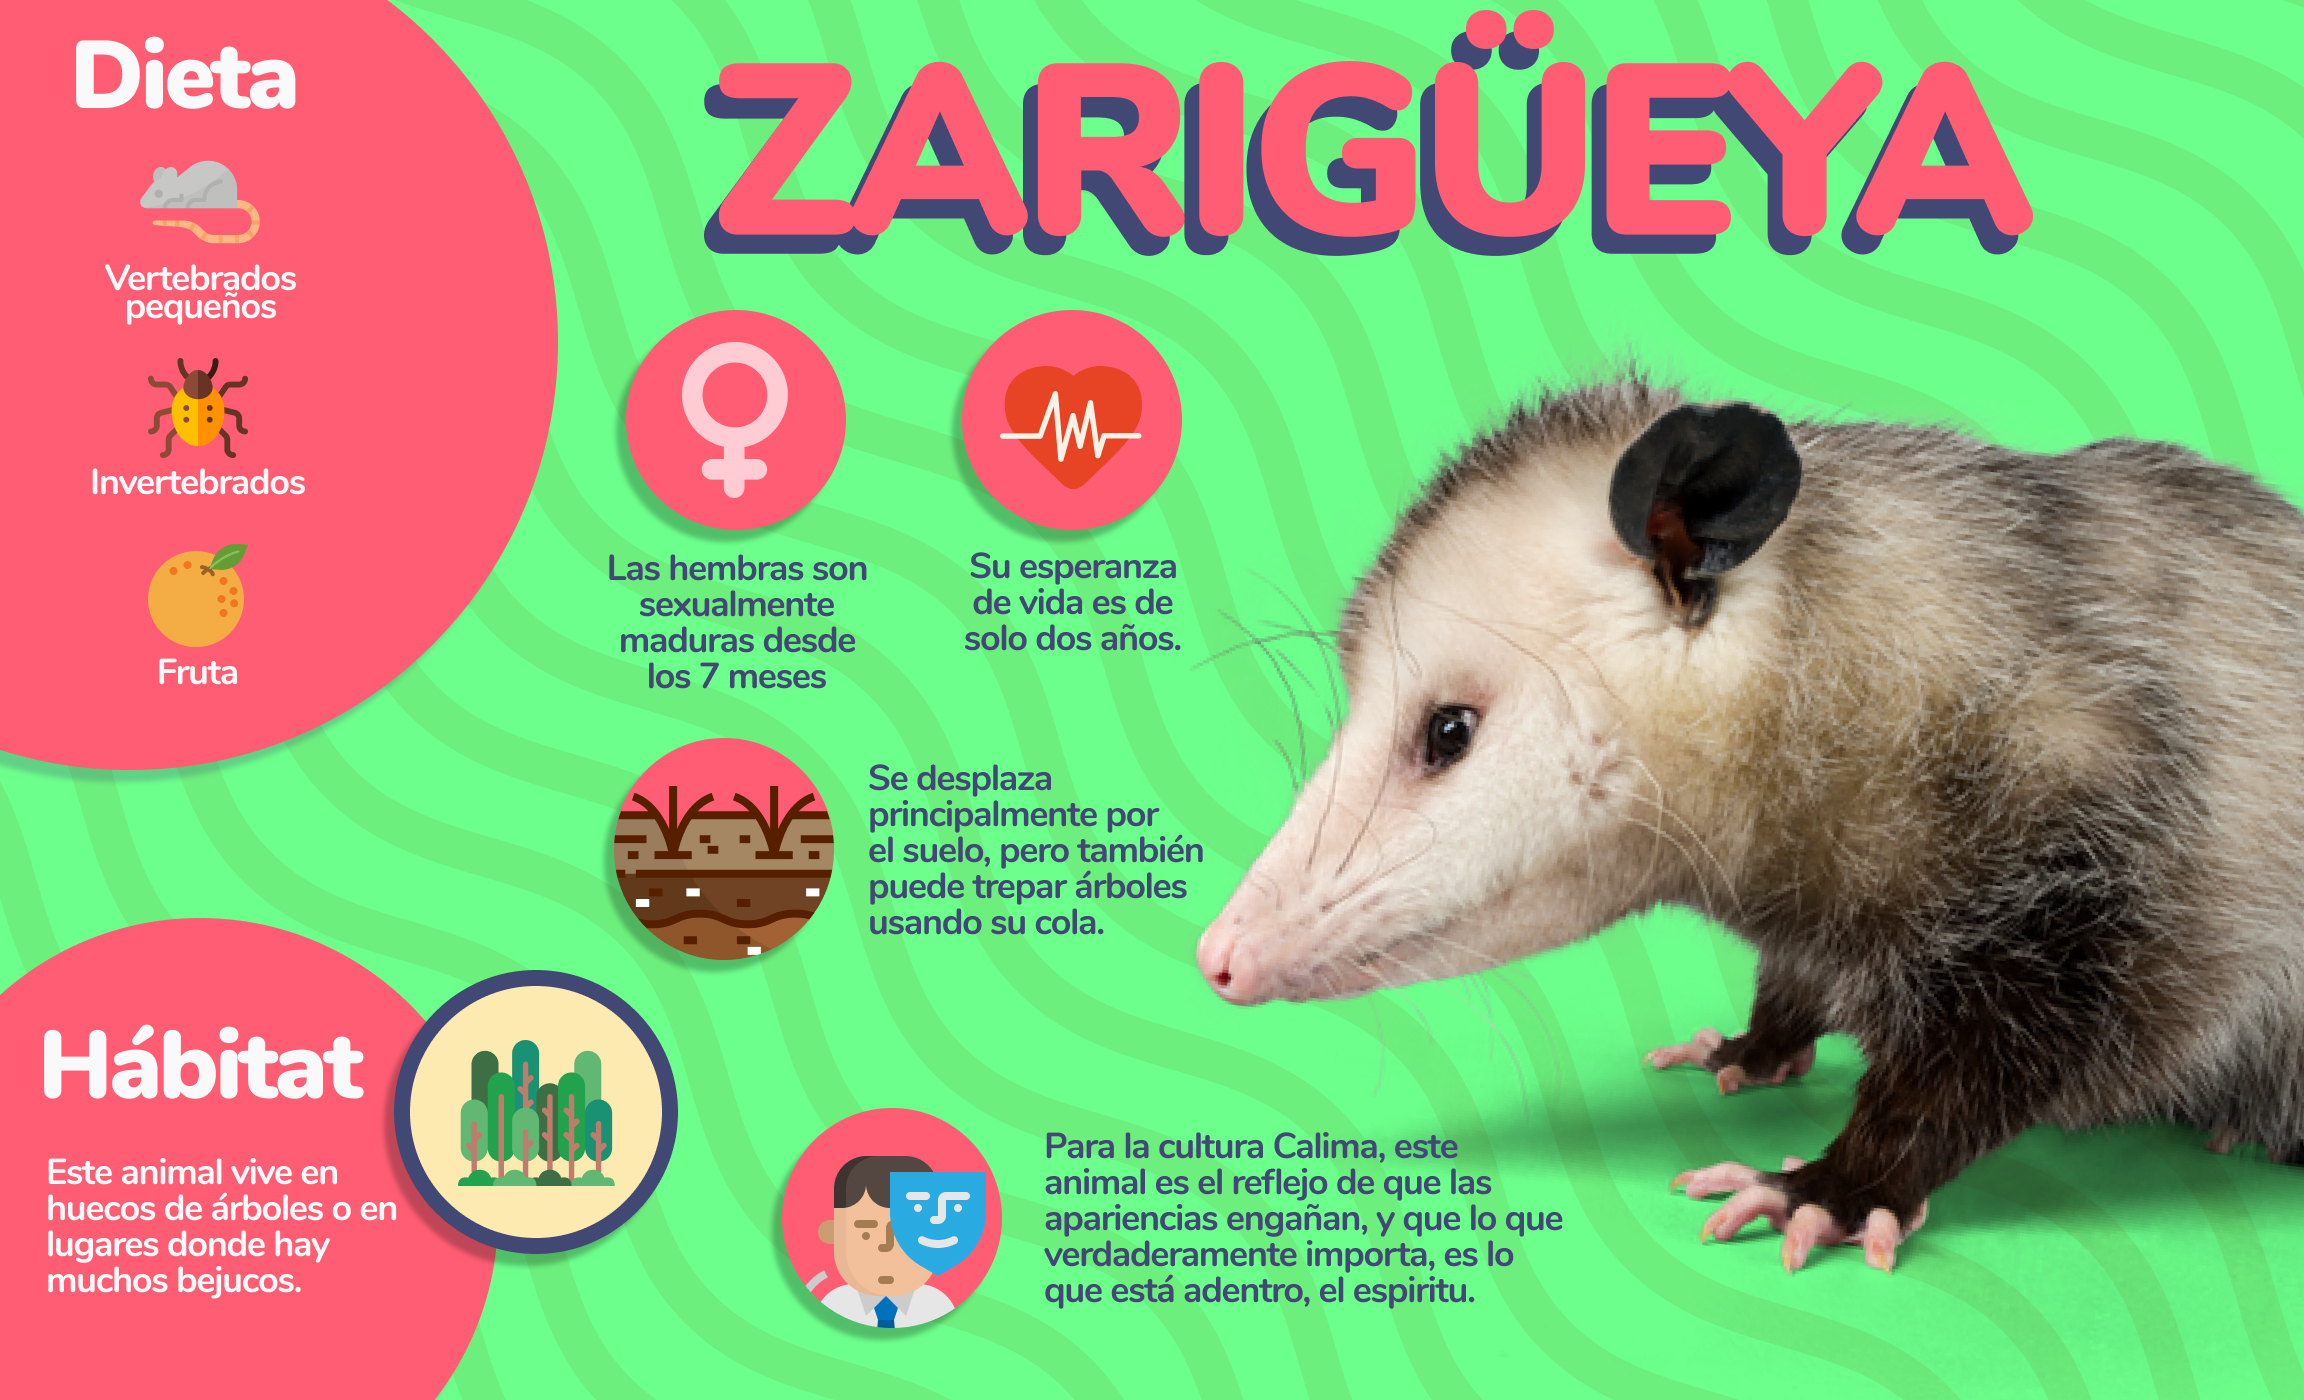 ZARIGÜEYA
Dieta
Vertebrados
pequeños
Invertebrados
Fruta
Las hembras son
sexualmente
maduras desde
los 7 meses
Su esperanza
de vida es de
solo dos años.
Se desplaza
principalmente por
el suelo, pero también
puede trepar árboles
usando su cola.
Hábitat
Este animal vive en
huecos de árboles o en
lugares donde hay
muchos bejucos.
Para la cultura Calima, este
animal es el reflejo de que las
apariencias engañan, y que lo que
verdaderamente importa, es lo
que está adentro, el espiritu.